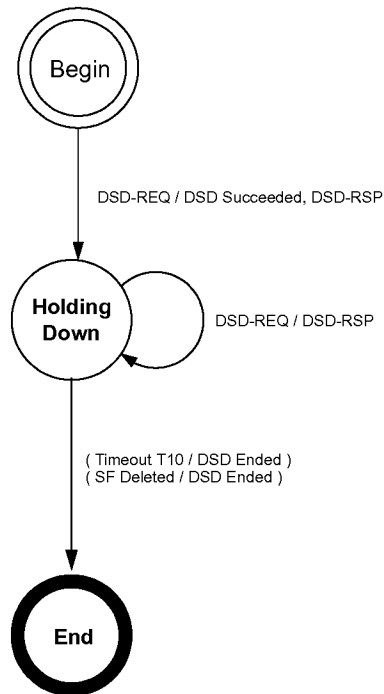 Begin
DSD-REQ / DSD Succeeded, DSD-RSP
Holding
Down
DSD-REQ / DSD-RSP
( Timeout T10 / DSD Ended )
( SF Deleted / DSD Ended )
End